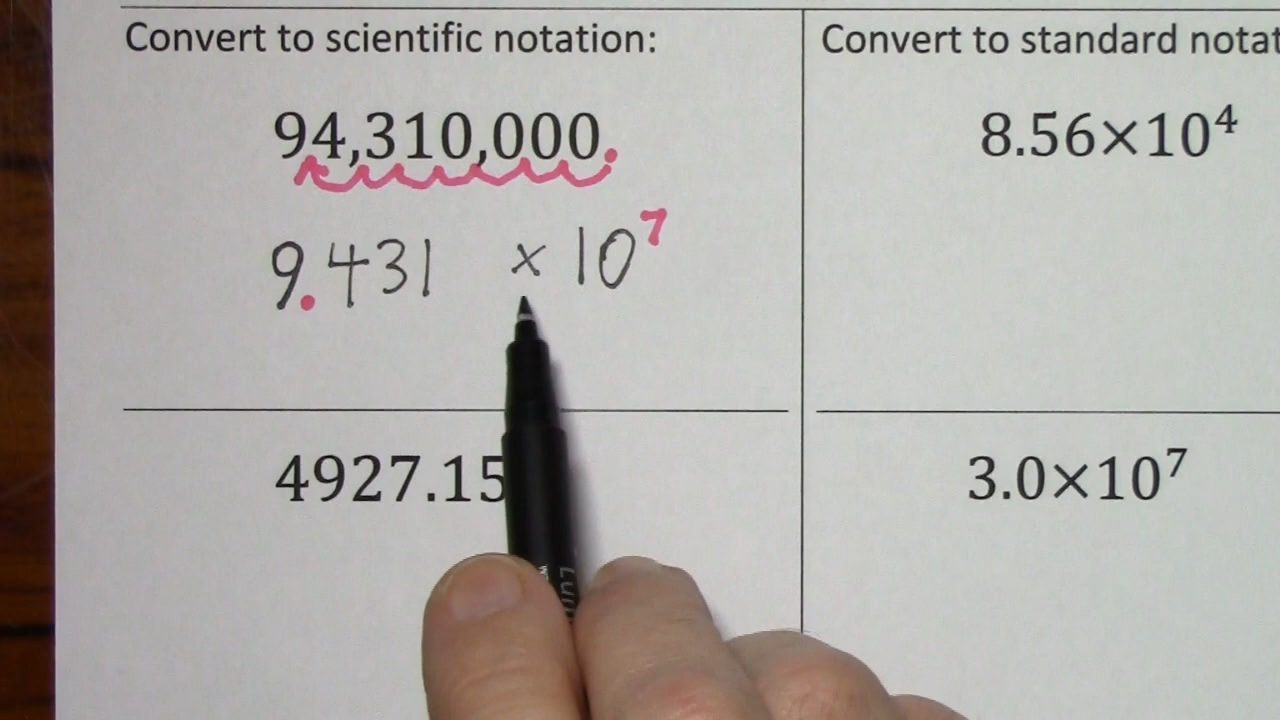 Convert to scientific notation:
94,310,000.
9.431 × 10⁷
4927.15
Convert to standard notat
8.56×10⁴
3.0×10⁷